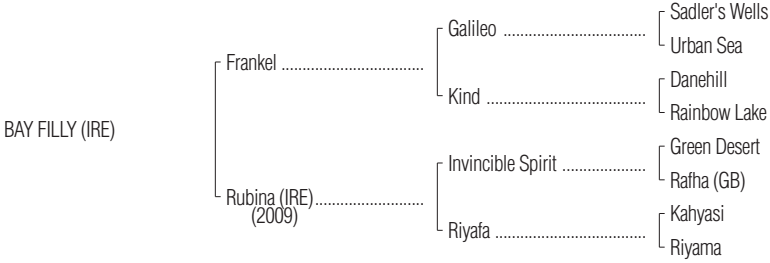 Sadler's Wells
Galileo ....................................
Urban Sea
Frankel ....................................
Danehill
Kind ........................................
Rainbow Lake
BAY FILLY (IRE)
Green Desert
Invincible Spirit .....................
Rafha (GB)
Rubina (IRE)...........................
(2009)
Kahyasi
Riyafa ......................................
Riyama